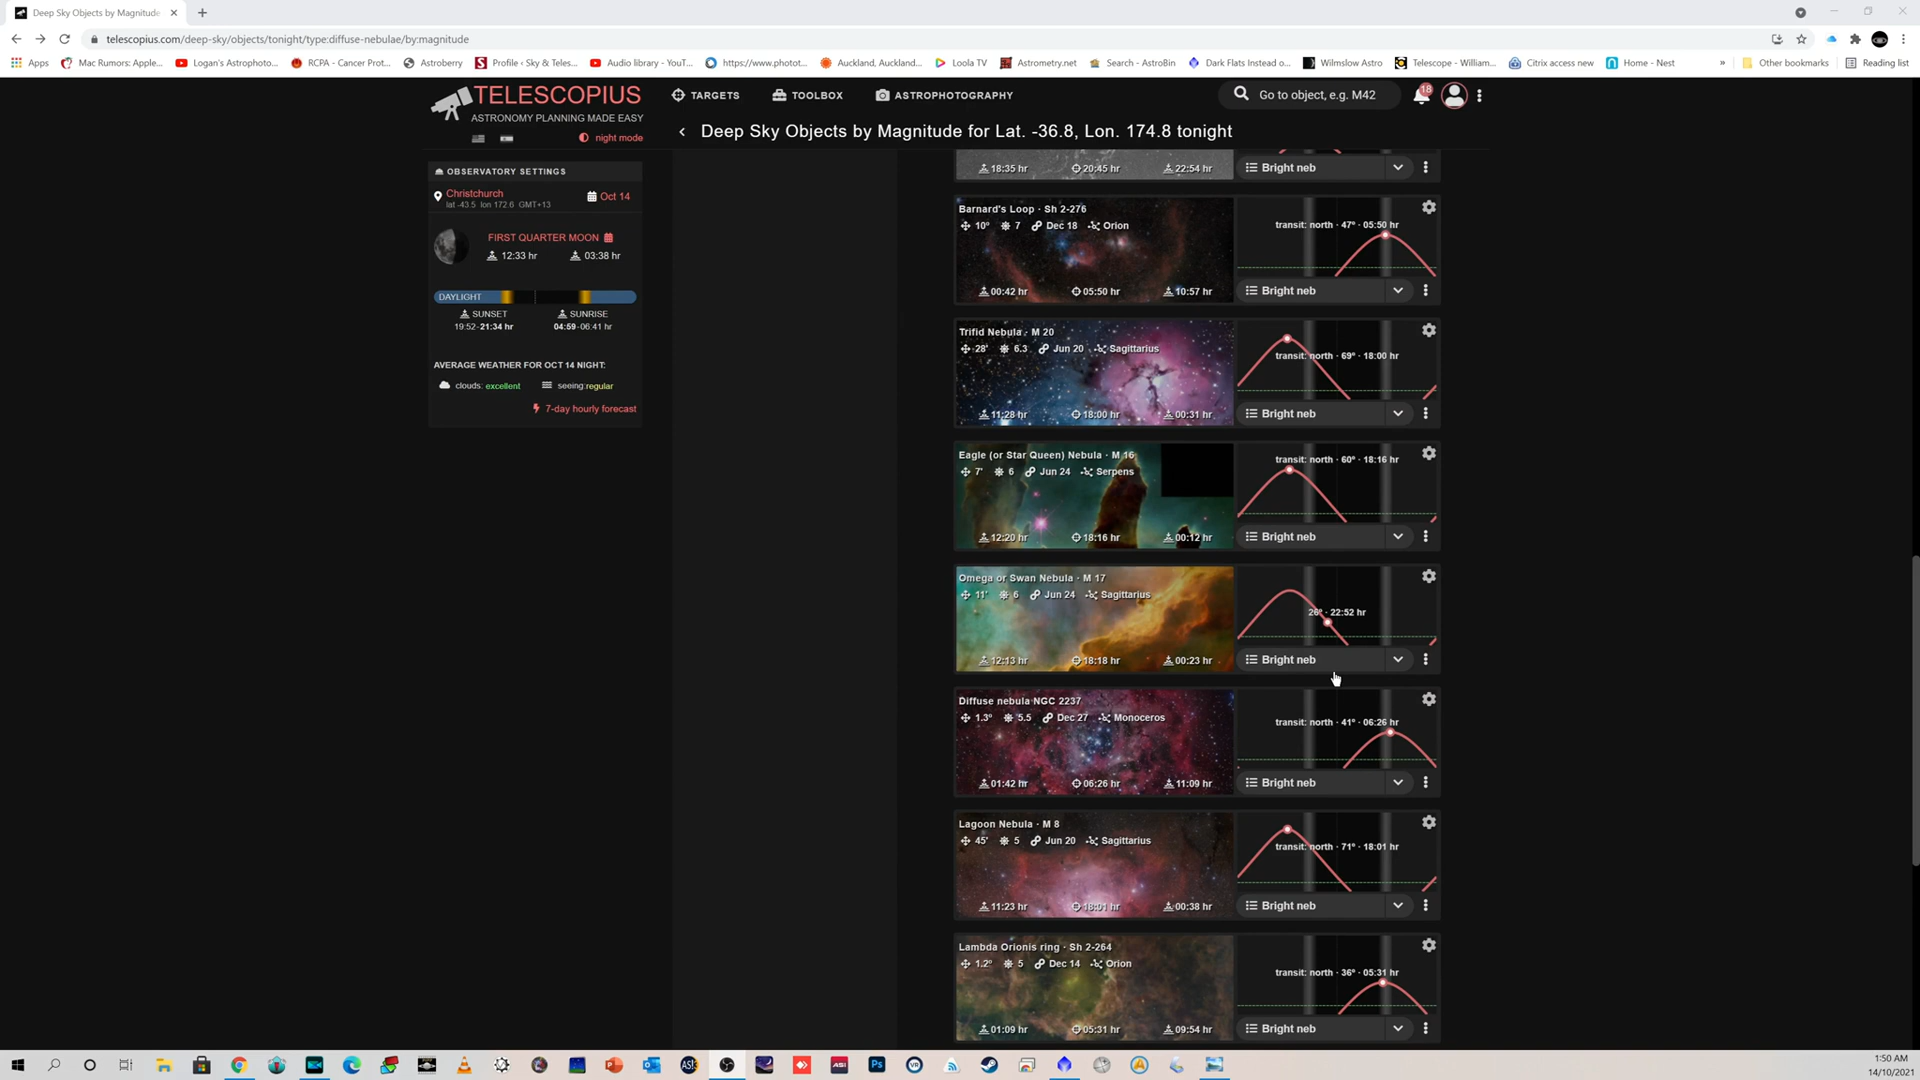 Deep Sky Objects by Magnitude
telescopius.com/deep-sky/objects/tonight/type:diffuse-nebulae/by:magnitude
Apps
Mac Rumors: Apple...
Logan's Astrophoto...
RCPA - Cancer Prot...
Astroberry
Profile ‹ Sky & Teles...
Audio library - YouT...
https://www.photot...
Auckland, Auckland...
Loola TV
Astrometry.net
Search - AstroBin
Dark Flats Instead o...
Wilmslow Astro
Telescope - William...
Citrix access new
Home - Nest
»
Other bookmarks
Reading list
TELESCOPIUS
ASTRONOMY PLANNING MADE EASY
night mode
TARGETS
TOOLBOX
ASTROPHOTOGRAPHY
Go to object, e.g. M42
18
Deep Sky Objects by Magnitude for Lat. -36.8, Lon. 174.8 tonight
OBSERVATORY SETTINGS
Christchurch
Oct 14
lat -43.5 lon 172.6 GMT+13
FIRST QUARTER MOON
12:33 hr 03:38 hr
DAYLIGHT
SUNSET SUNRISE
19:52-21:34 hr 04:59-06:41 hr
AVERAGE WEATHER FOR OCT 14 NIGHT:
clouds: excellent seeing:regular
7-day hourly forecast
18:35 hr 20:45 hr 22:54 hr
Bright neb
Barnard's Loop · Sh 2-276
10° 7 Dec 18 Orion
00:42 hr 05:50 hr 10:57 hr
transit: north · 47° · 05:50 hr
Bright neb
Trifid Nebula · M 20
28' 6.3 Jun 20 Sagittarius
11:28 hr 18:00 hr 00:31 hr
transit: north · 69° · 18:00 hr
Bright neb
Eagle (or Star Queen) Nebula · M 16
7' 6 Jun 24 Serpens
12:20 hr 18:16 hr 00:12 hr
transit: north · 60° · 18:16 hr
Bright neb
Omega or Swan Nebula · M 17
11' 6 Jun 24 Sagittarius
12:13 hr 18:18 hr 00:23 hr
26° · 22:52 hr
Bright neb
Diffuse nebula NGC 2237
1.3° 5.5 Dec 27 Monoceros
01:42 hr 06:26 hr 11:09 hr
transit: north · 41° · 06:26 hr
Bright neb
Lagoon Nebula · M 8
45' 5 Jun 20 Sagittarius
11:23 hr 18:01 hr 00:38 hr
transit: north · 71° · 18:01 hr
Bright neb
Lambda Orionis ring · Sh 2-264
1.2° 5 Dec 14 Orion
01:09 hr 05:31 hr 09:54 hr
transit: north · 36° · 05:31 hr
Bright neb
1:50 AM
14/10/2021